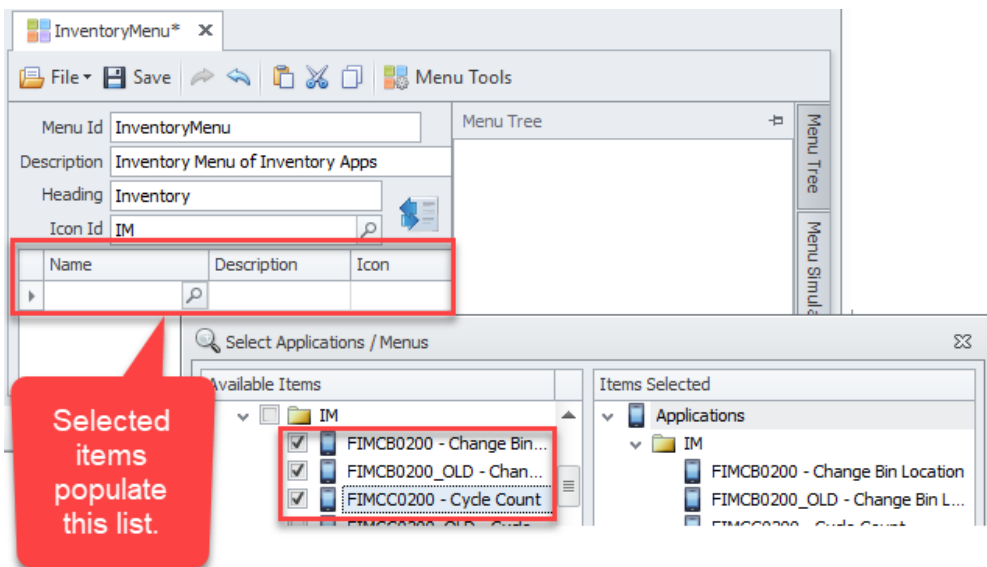 InventoryMenu*
File Save Menu Tools
Menu Id InventoryMenu
Description Inventory Menu of Inventory Apps
Heading Inventory
Icon Id IM
Menu Tree
Menu Tree
Name Description Icon
Select Applications / Menus
Available Items
IM
FIMCB0200 - Change Bin...
FIMCB0200_OLD - Chan...
FIMCC0200 - Cycle Count
Items Selected
Applications
IM
FIMCB0200 - Change Bin Location
FIMCB0200_OLD - Change Bin L...
Selected
items
populate
this list.